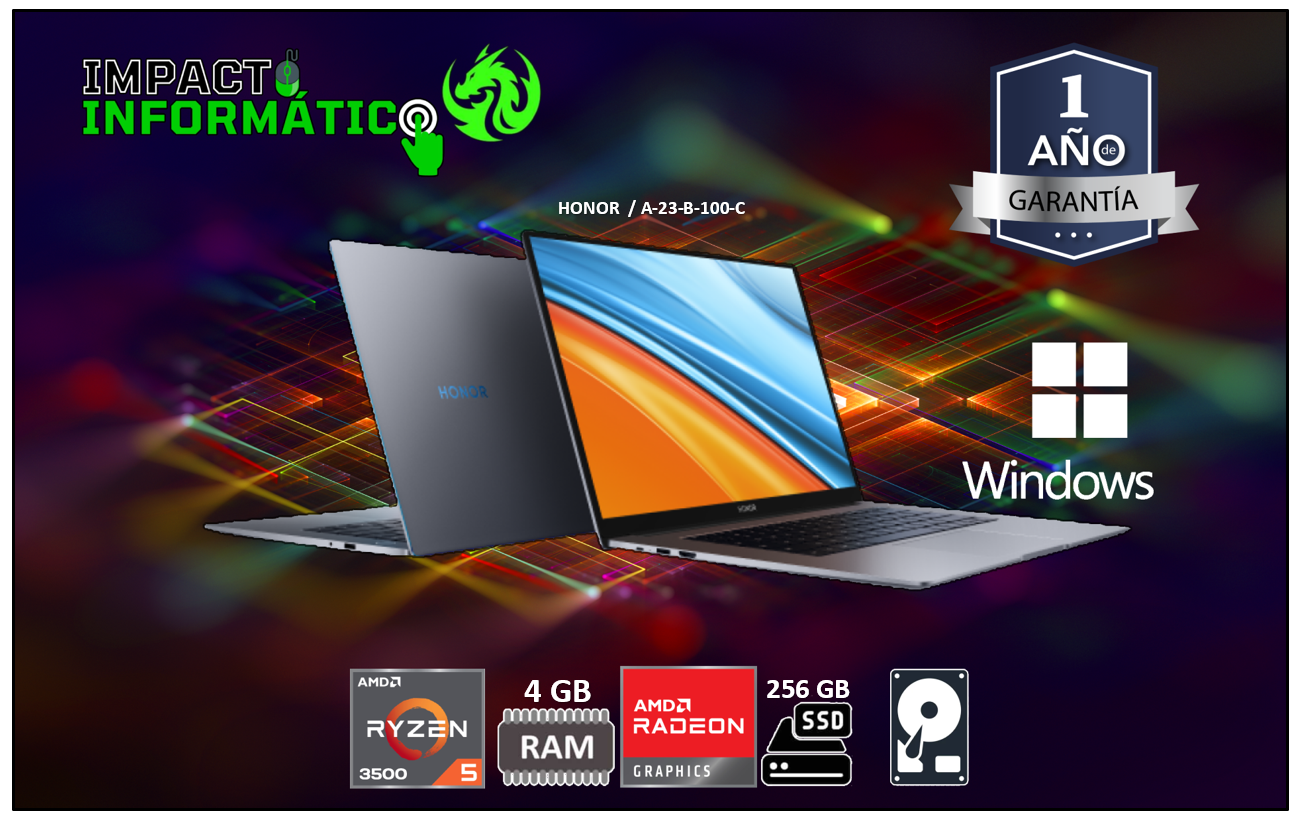 IMPACTO
INFORMÁTICO
1
AÑO de
GARANTÍA
HONOR / A-23-B-100-C
HONOR
HONOR
Windows
AMD
RYZEN
3500 5
4 GB
RAM
AMD
RADEON
GRAPHICS
256 GB
SSD